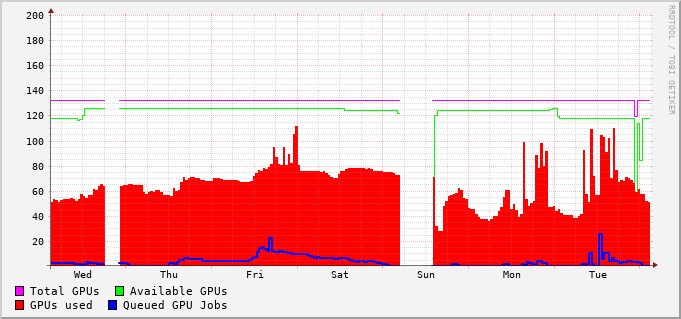 200
180
160
140
120
100
80
60
40
20
Wed Thu Fri Sat Sun Mon Tue
Total GPUs Available GPUs
GPUs used Queued GPU Jobs
RRDTOOL / TOBI OETIKER